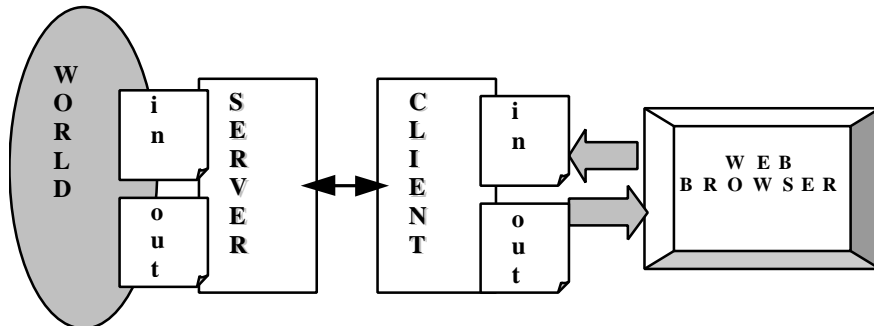 WORLD
in
out
SERVER
CLIENT
in
out
WEB
BROWSER